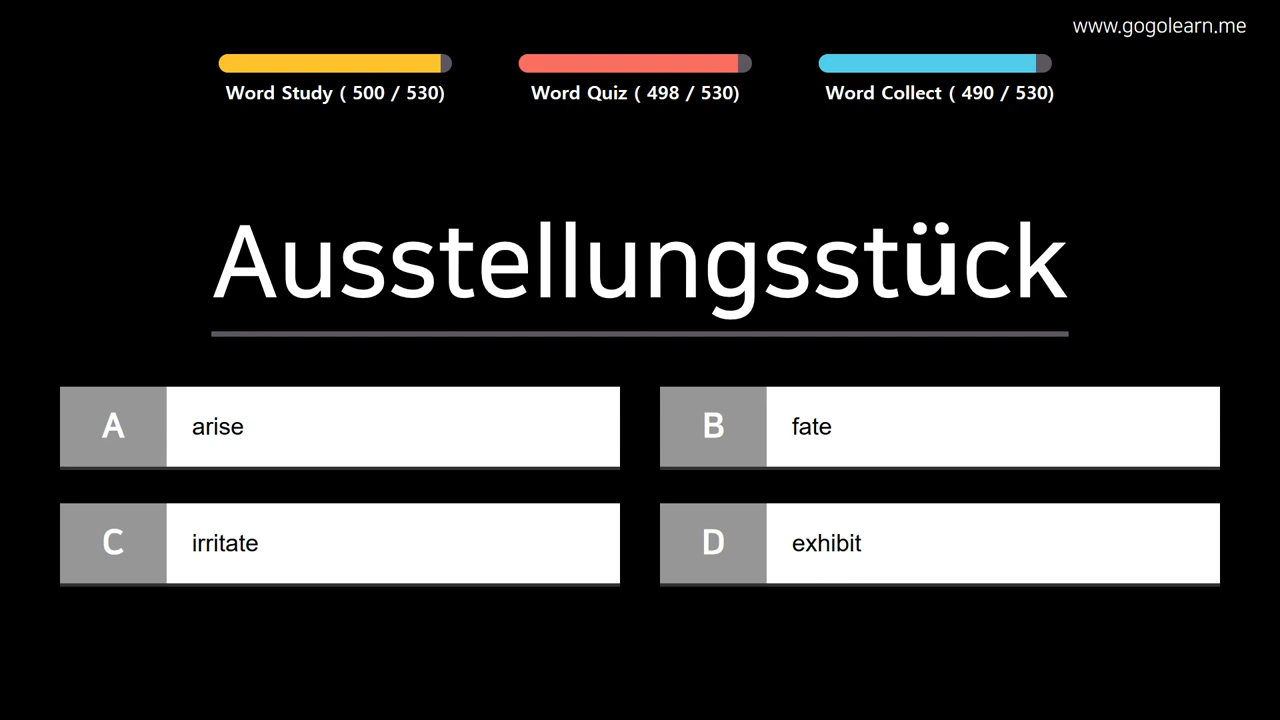 www.gogolearn.me
Word Study ( 500 / 530)
Word Quiz ( 498 / 530)
Word Collect ( 490 / 530)
Ausstellungsstück
A arise
B fate
C irritate
D exhibit